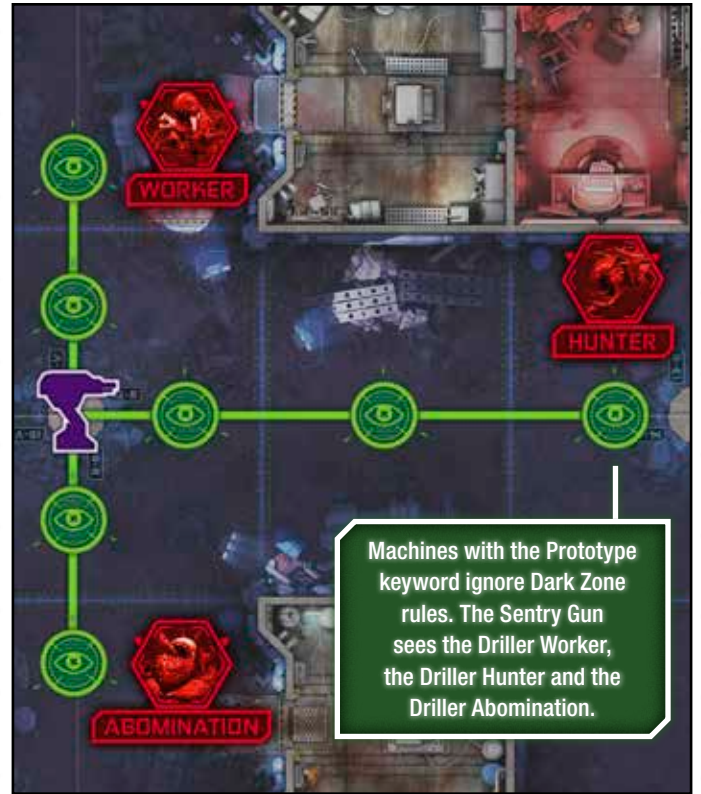 WORKER
HUNTER
Machines with the Prototype
keyword ignore Dark Zone
rules. The Sentry Gun
sees the Driller Worker,
the Driller Hunter and the
Driller Abomination.
ABOMINATION